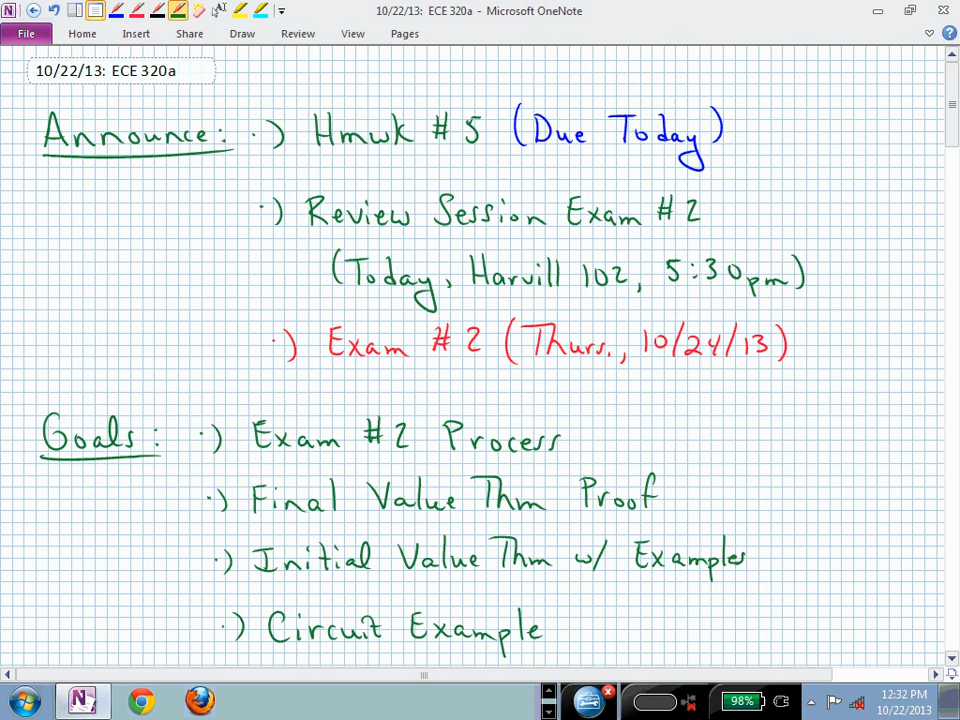 10/22/13: ECE 320a - Microsoft OneNote
File Home Insert Share Draw Review View Pages
10/22/13: ECE 320a
Announce: ·) Hmwk #5 (Due Today)
·) Review Session Exam #2
(Today, Harvill 102, 5:30pm)
·) Exam #2 (Thurs., 10/24/13)
Goals: ·) Exam #2 Process
·) Final Value Thm Proof
·) Initial Value Thm w/ Examples
·) Circuit Example
98%
12:32 PM
10/22/2013